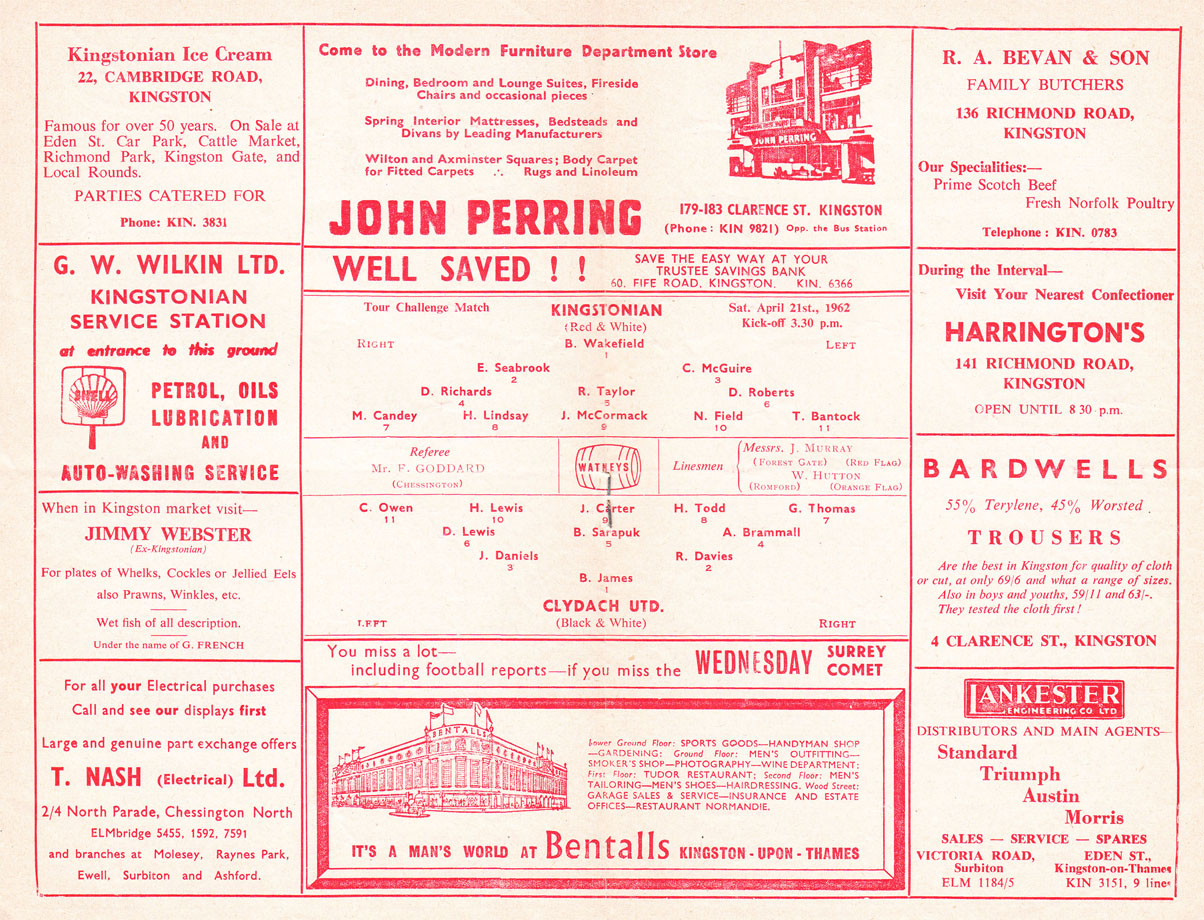 Kingstonian Ice Cream
22, CAMBRIDGE ROAD,
KINGSTON
Famous for over 50 years. On Sale at
Eden St. Car Park, Cattle Market,
Richmond Park, Kingston Gate, and
Local Rounds.
PARTIES CATERED FOR
Phone: KIN. 3831
G. W. WILKIN LTD.
KINGSTONIAN
SERVICE STATION
at entrance to this ground
SHELL
PETROL, OILS
LUBRICATION
AND
AUTO-WASHING SERVICE
When in Kingston market visit—
JIMMY WEBSTER
(Ex-Kingstonian)
For plates of Whelks, Cockles or Jellied Eels
also Prawns, Winkles, etc.
Wet fish of all description.
Under the name of G. FRENCH
For all your Electrical purchases
Call and see our displays first
Large and genuine part exchange offers
T. NASH (Electrical) Ltd.
2/4 North Parade, Chessington North
ELMbridge 5455, 1592, 7591
and branches at Molesey, Raynes Park,
Ewell, Surbiton and Ashford.
Come to the Modern Furniture Department Store
Dining, Bedroom and Lounge Suites, Fireside
Chairs and occasional pieces
Spring Interior Mattresses, Bedsteads and
Divans by Leading Manufacturers
Wilton and Axminster Squares; Body Carpet
for Fitted Carpets ∴ Rugs and Linoleum
JOHN PERRING
JOHN PERRING
179-183 CLARENCE ST. KINGSTON
(Phone: KIN 9821) Opp. the Bus Station
WELL SAVED ! !
SAVE THE EASY WAY AT YOUR
TRUSTEE SAVINGS BANK
60. FIFE ROAD, KINGSTON. KIN. 6366
Tour Challenge Match KINGSTONIAN Sat. April 21st., 1962
(Red & White) Kick-off 3.30 p.m.
RIGHT B. Wakefield LEFT
1
E. Seabrook C. McGuire
2 3
D. Richards R. Taylor D. Roberts
4 5 6
M. Candey H. Lindsay J. McCormack N. Field T. Bantock
7 8 9 10 11
Referee
Mr. F. GODDARD
(CHESSINGTON)
WATNEYS
Linesmen
Messrs. J. MURRAY
(FOREST GATE) (RED FLAG)
W. HUTTON
(ROMFORD) (ORANGE FLAG)
C. Owen H. Lewis J. Carter H. Todd G. Thomas
11 10 9 8 7
D. Lewis B. Sarapuk A. Brammall
6 5 4
J. Daniels R. Davies
3 2
B. James
1
CLYDACH UTD.
LEFT (Black & White) RIGHT
You miss a lot—
including football reports—if you miss the
WEDNESDAY SURREY
COMET
BENTALLS
Lower Ground Floor: SPORTS GOODS—HANDYMAN SHOP
—GARDENING; Ground Floor: MEN'S OUTFITTING—
SMOKER'S SHOP—PHOTOGRAPHY—WINE DEPARTMENT;
First Floor: TUDOR RESTAURANT; Second Floor: MEN'S
TAILORING—MEN'S SHOES—HAIRDRESSING. Wood Street:
GARAGE SALES & SERVICE—INSURANCE AND ESTATE
OFFICES—RESTAURANT NORMANDIE.
IT'S A MAN'S WORLD AT Bentalls KINGSTON - UPON - THAMES
R. A. BEVAN & SON
FAMILY BUTCHERS
136 RICHMOND ROAD,
KINGSTON
Our Specialities:—
Prime Scotch Beef
Fresh Norfolk Poultry
Telephone : KIN. 0783
During the Interval—
Visit Your Nearest Confectioner
HARRINGTON'S
141 RICHMOND ROAD,
KINGSTON
OPEN UNTIL 8 30 p.m.
BARDWELLS
55% Terylene, 45% Worsted
TROUSERS
Are the best in Kingston for quality of cloth
or cut, at only 69/6 and what a range of sizes.
Also in boys and youths, 59/11 and 63/-.
They tested the cloth first !
4 CLARENCE ST., KINGSTON
LANKESTER
ENGINEERING CO. LTD
DISTRIBUTORS AND MAIN AGENTS—
Standard
Triumph
Austin
Morris
SALES — SERVICE — SPARES
VICTORIA ROAD, EDEN ST.,
Surbiton Kingston-on-Thames
ELM 1184/5 KIN 3151, 9 lines